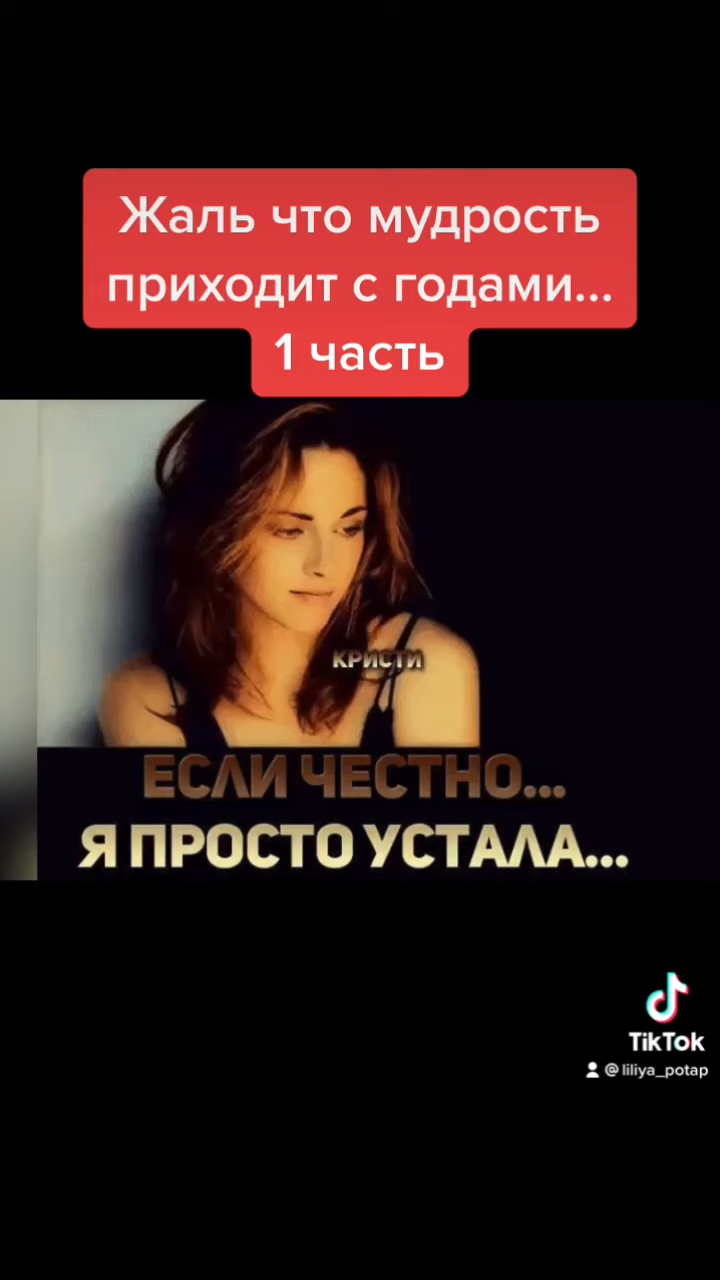 Жаль что мудрость
приходит с годами...
1 часть
КРИСТИ
ЕСЛИ ЧЕСТНО...
Я ПРОСТО УСТАЛА...
TikTok
@liliya_potap